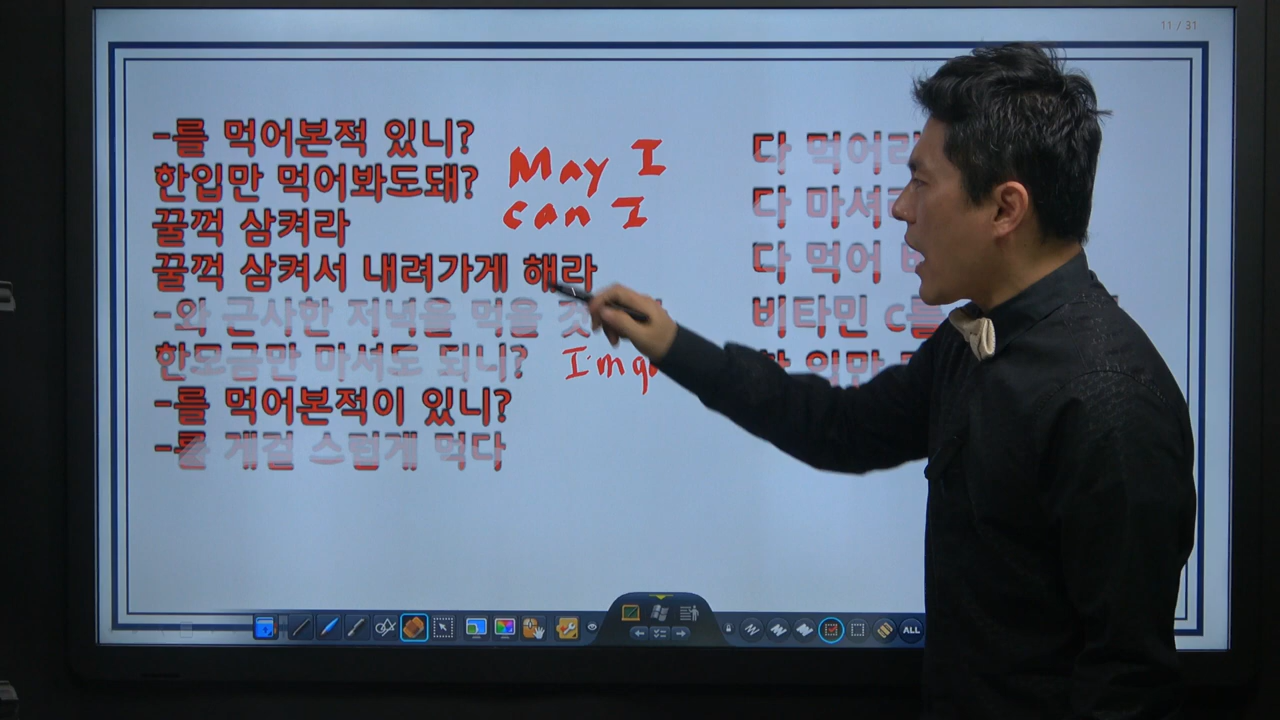 11 / 31
-를 먹어본적 있니?
한입만 먹어봐도돼?
꿀꺽 삼켜라
꿀꺽 삼켜서 내려가게 해라
-와 근사한 저녁을 먹을
한모금만 마셔도 되니?
-를 먹어본적이 있니?
-를 게걸 스럽게 먹다
May I
can I
I'm
다 먹어
다 마셔
다 먹어
비타민 c를
한 입만
ALL